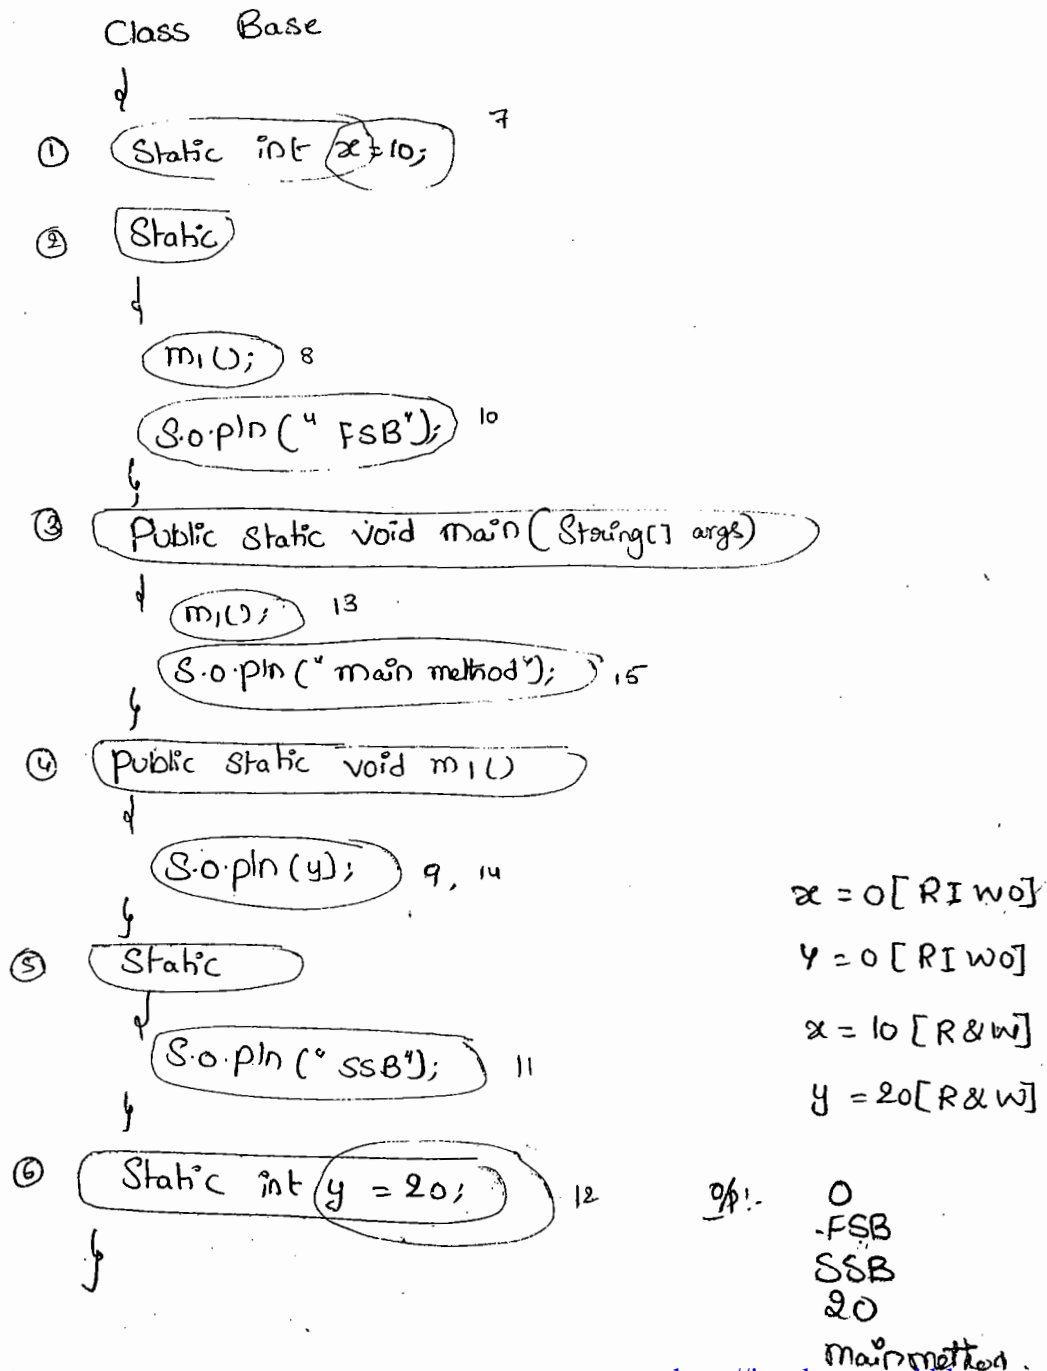 Class Base
{
① Static int x=10; 7
② Static
{
m1(); 8
S.o.pln("FSB"); 10
}
③ Public static void main(String[] args)
{
m1(); 13
S.o.pln("main method"); 15
}
④ public static void m1()
{
S.o.pln(y); 9, 14
}
x = 0 [RIWO]
y = 0 [RIWO]
⑤ Static
{
x = 10 [R&W]
S.o.pln("SSB"); 11
y = 20 [R&W]
}
⑥ Static int y = 20; 12
}
o/p:- 0
FSB
SSB
20
main method.